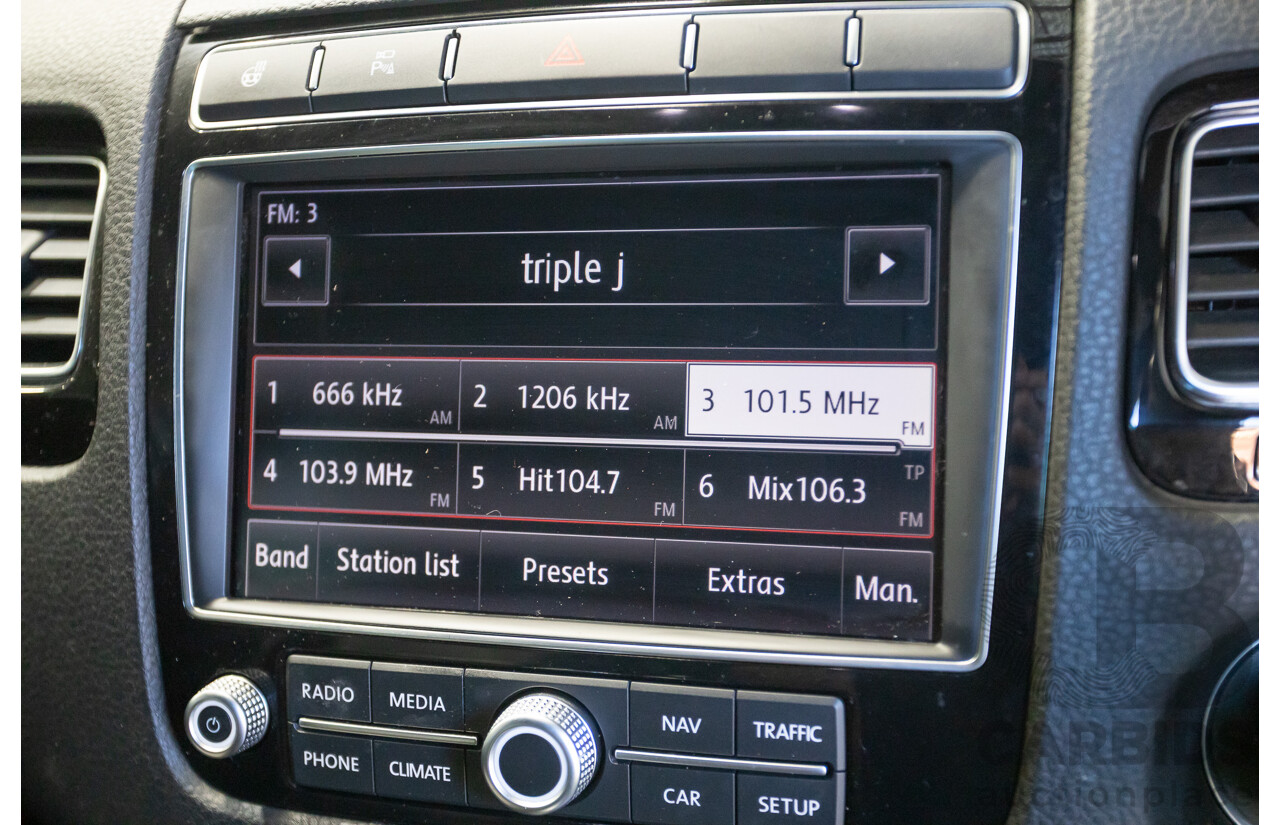 FM: 3
triple j
1 666 kHz AM
2 1206 kHz AM
3 101.5 MHz FM
TP
4 103.9 MHz FM
5 Hit104.7 FM
6 Mix106.3 FM
Band Station list Presets Extras Man.
RADIO MEDIA NAV TRAFFIC
PHONE CLIMATE CAR SETUP
CARBIDS
auctionplace